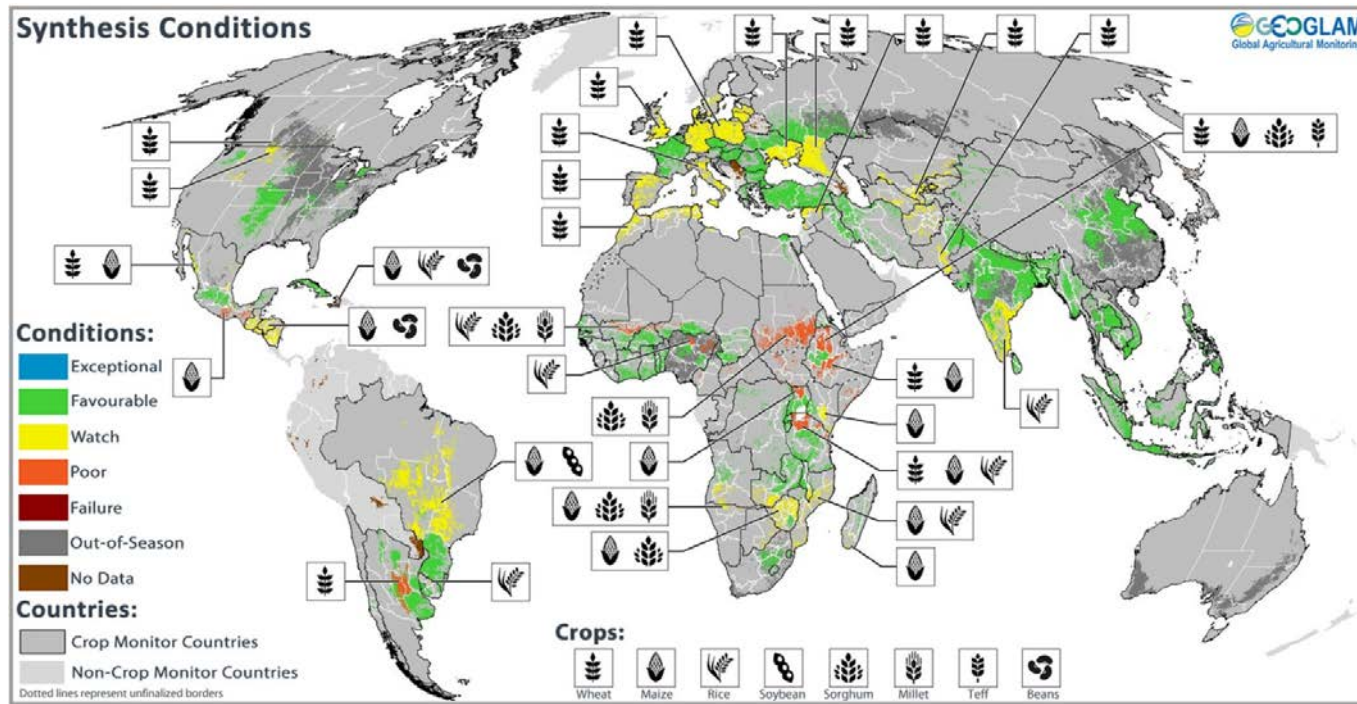 Synthesis Conditions
GEOGLAM
Global Agricultural Monitoring
Conditions:
Exceptional
Favourable
Watch
Poor
Failure
Out-of-Season
No Data
Countries:
Crop Monitor Countries
Non-Crop Monitor Countries
Dotted lines represent unfinalized borders
Crops:
Wheat Maize Rice Soybean Sorghum Millet Teff Beans